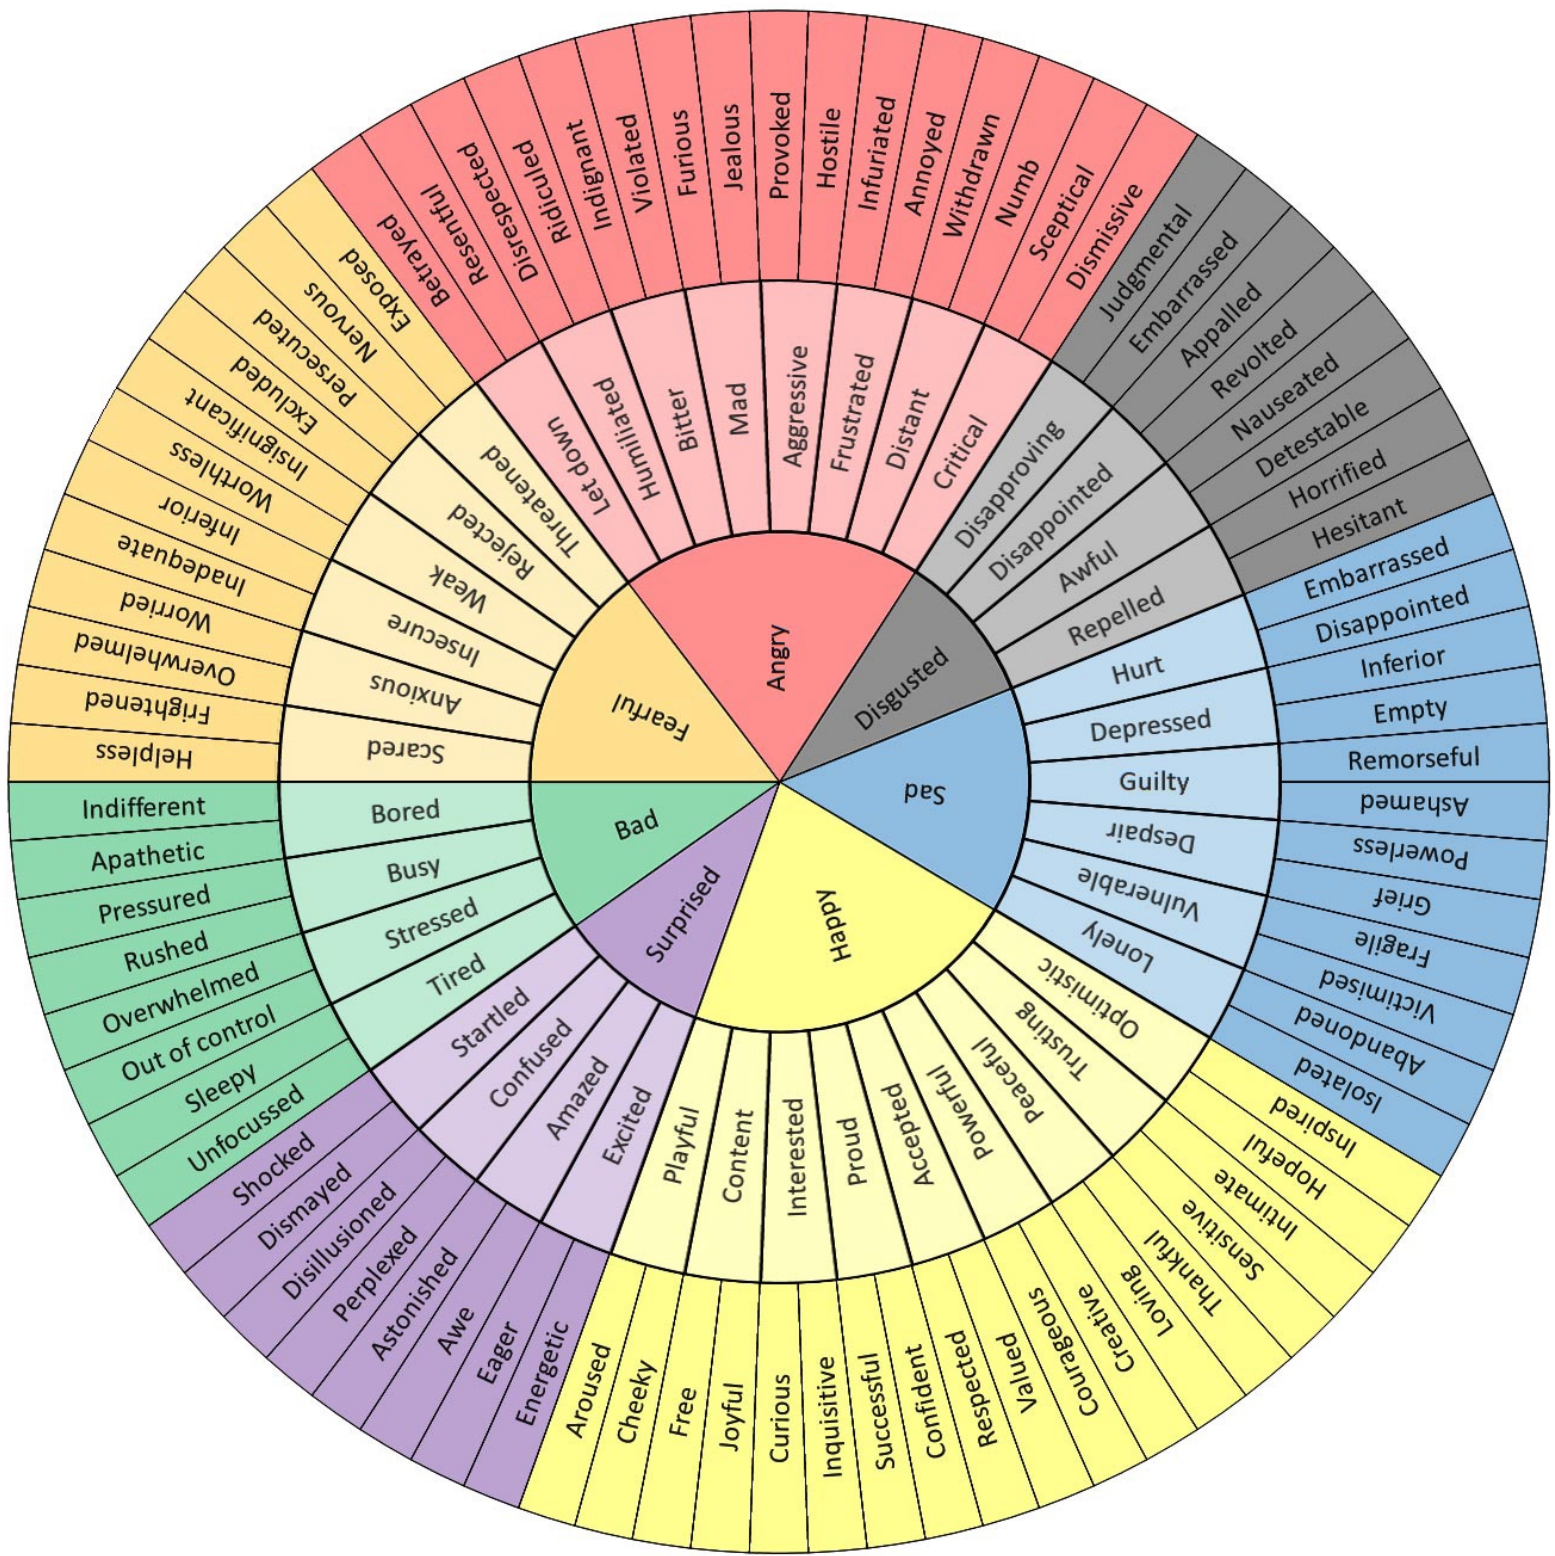 Angry
Disgusted
Sad
Happy
Surprised
Bad
Fearful
Let down
Humiliated
Bitter
Mad
Aggressive
Frustrated
Distant
Critical
Disapproving
Disappointed
Awful
Repelled
Hurt
Depressed
Guilty
Despair
Vulnerable
Lonely
Optimistic
Trusting
Peaceful
Powerful
Accepted
Proud
Interested
Content
Playful
Excited
Amazed
Confused
Startled
Tired
Stressed
Busy
Bored
Scared
Anxious
Insecure
Weak
Rejected
Threatened
Betrayed
Resentful
Disrespected
Ridiculed
Indignant
Violated
Furious
Jealous
Provoked
Hostile
Infuriated
Annoyed
Withdrawn
Numb
Sceptical
Dismissive
Judgmental
Embarrassed
Appalled
Revolted
Nauseated
Detestable
Horrified
Hesitant
Embarrassed
Disappointed
Inferior
Empty
Remorseful
Ashamed
Powerless
Grief
Fragile
Victimised
Abandoned
Isolated
Inspired
Hopeful
Intimate
Sensitive
Thankful
Loving
Creative
Courageous
Valued
Respected
Confident
Successful
Inquisitive
Curious
Joyful
Free
Cheeky
Aroused
Energetic
Eager
Awe
Astonished
Perplexed
Disillusioned
Dismayed
Shocked
Unfocussed
Sleepy
Out of control
Overwhelmed
Rushed
Pressured
Apathetic
Indifferent
Helpless
Frightened
Overwhelmed
Worried
Inadequate
Inferior
Worthless
Insignificant
Excluded
Persecuted
Nervous
Exposed